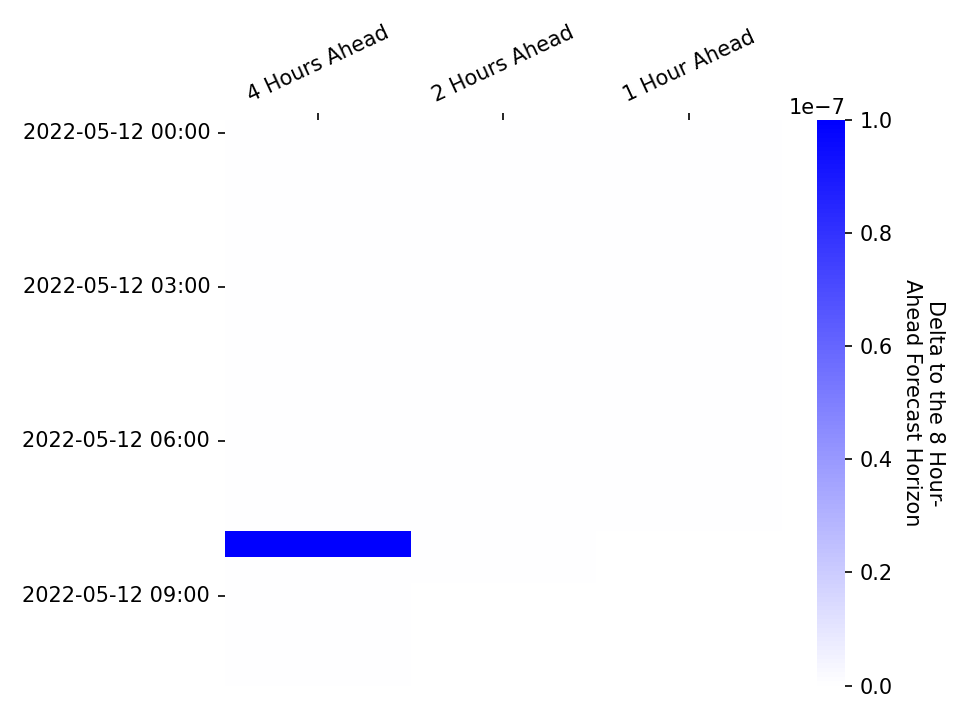 4 Hours Ahead
2 Hours Ahead
1 Hour Ahead
1e−7
2022-05-12 00:00
2022-05-12 03:00
2022-05-12 06:00
2022-05-12 09:00
1.0
0.8
0.6
0.4
0.2
0.0
Delta to the 8 Hour-
Ahead Forecast Horizon